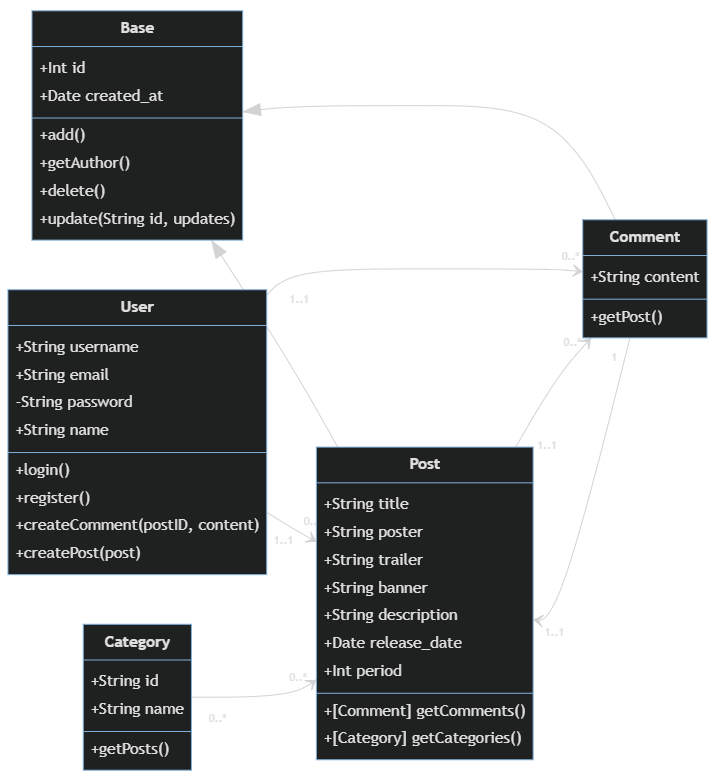 Base
+Int id
+Date created_at
+add()
+getAuthor()
+delete()
+update(String id, updates)
Comment
+String content
+getPost()
0..*
1..1
User
+String username
+String email
-String password
+String name
+login()
+register()
+createComment(postID, content)
+createPost(post)
0..*
1
1..1
Post
+String title
+String poster
+String trailer
+String banner
+String description
+Date release_date
+Int period
+[Comment] getComments()
+[Category] getCategories()
0..
1..1
1..1
Category
+String id
+String name
+getPosts()
0..*
0..*